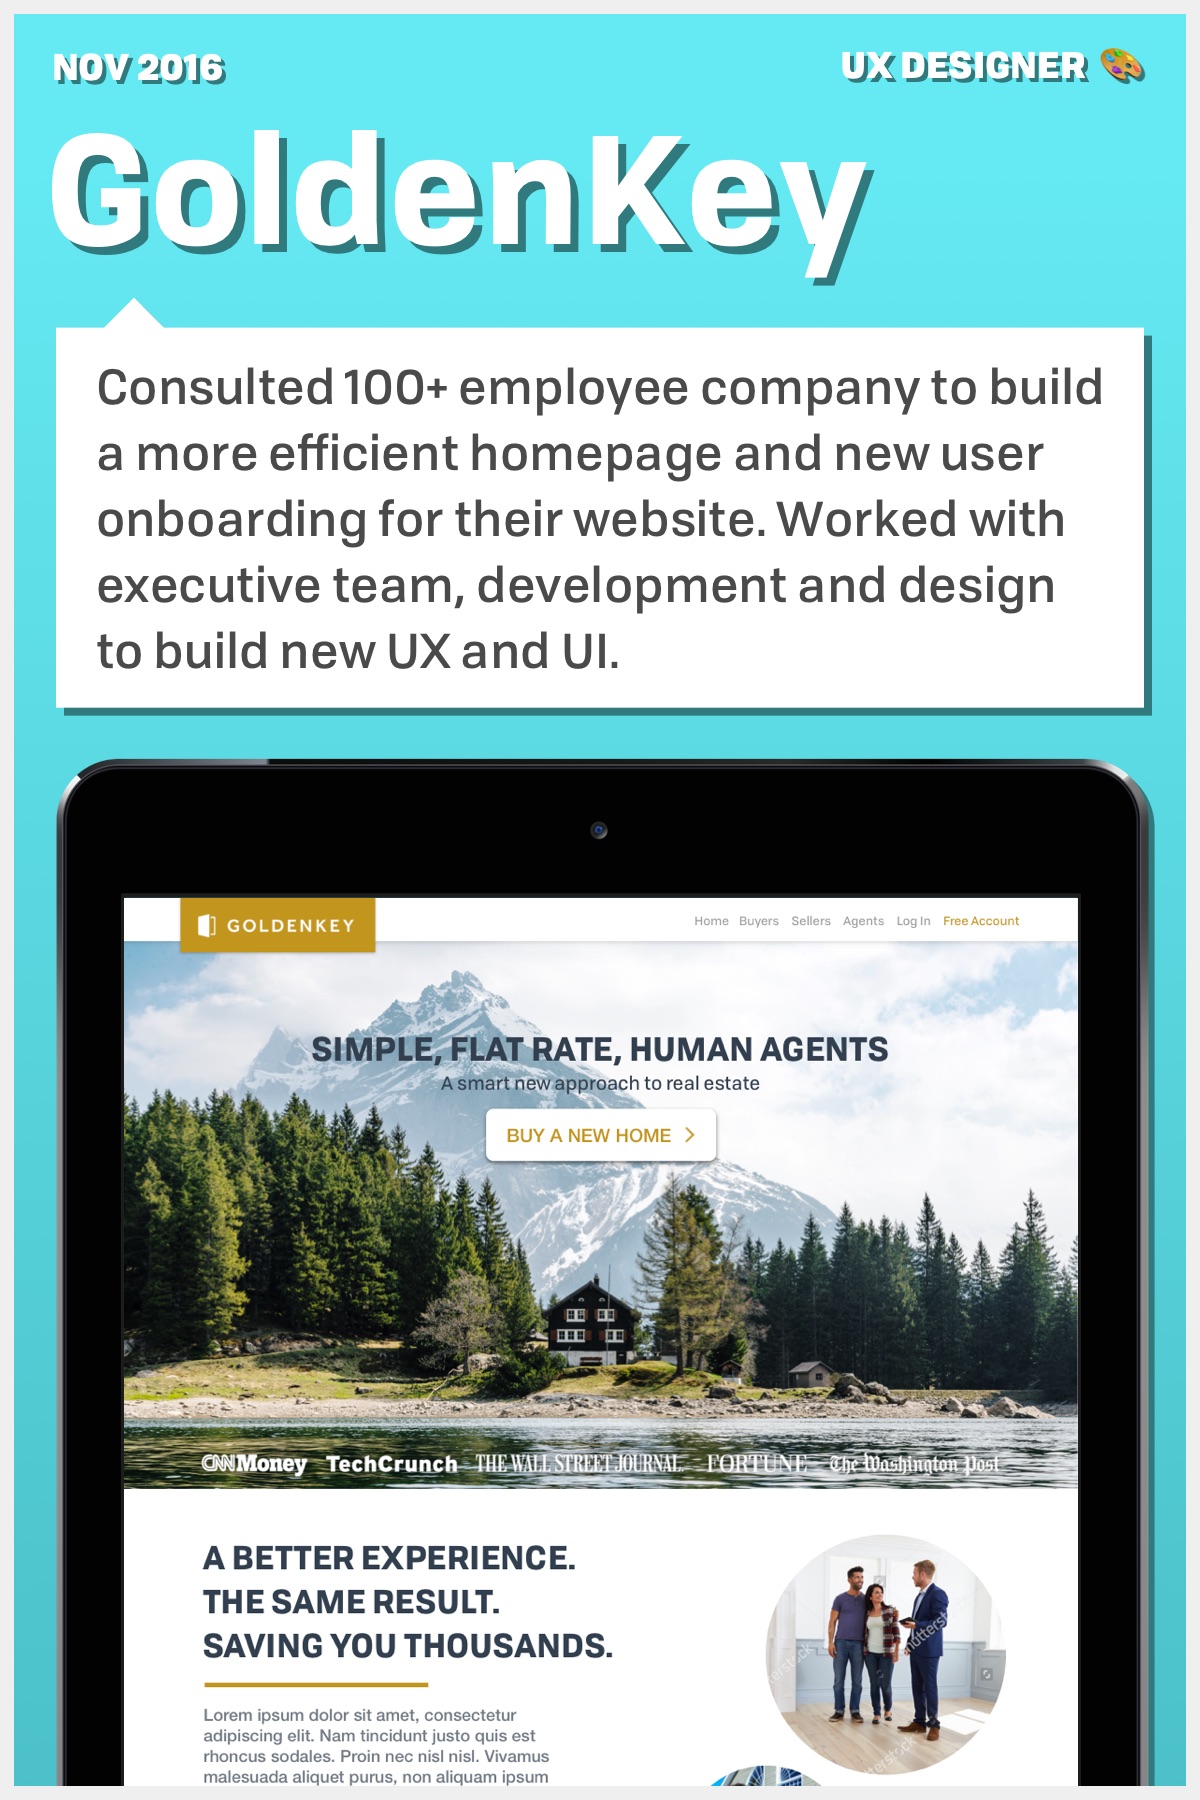 NOV 2016
UX DESIGNER 🎨
GoldenKey
Consulted 100+ employee company to build
a more efficient homepage and new user
onboarding for their website. Worked with
executive team, development and design
to build new UX and UI.
GOLDENKEY
Home Buyers Sellers Agents Log In Free Account
SIMPLE, FLAT RATE, HUMAN AGENTS
A smart new approach to real estate
BUY A NEW HOME >
CNNMoney TechCrunch THE WALL STREET JOURNAL. FORTUNE The Washington Post
A BETTER EXPERIENCE.
THE SAME RESULT.
SAVING YOU THOUSANDS.
Lorem ipsum dolor sit amet, consectetur
adipiscing elit. Nam tincidunt justo quis est
rhoncus sodales. Proin nec nisl nisl. Vivamus
malesuada aliquet purus, non aliquam ipsum